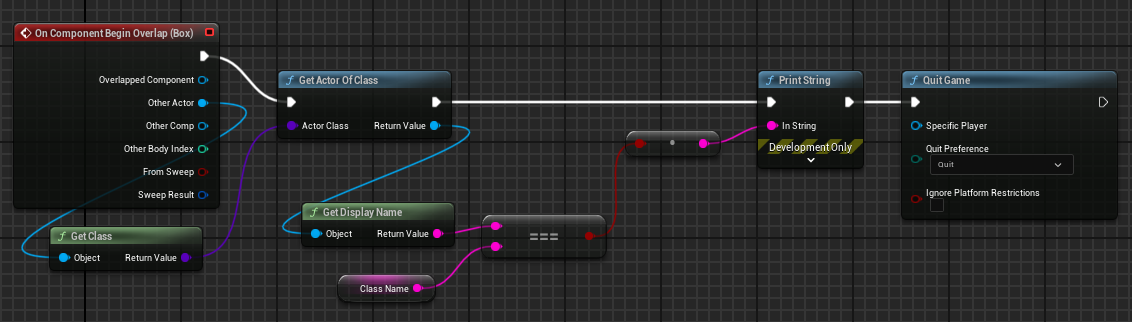 On Component Begin Overlap (Box)
Overlapped Component
Other Actor
Other Comp
Other Body Index
From Sweep
Sweep Result
f Get Class
Object Return Value
f Get Actor Of Class
Actor Class Return Value
f Get Display Name
Object Return Value
Class Name
===
f Print String
In String
Development Only
f Quit Game
Specific Player
Quit Preference
Quit
Ignore Platform Restrictions